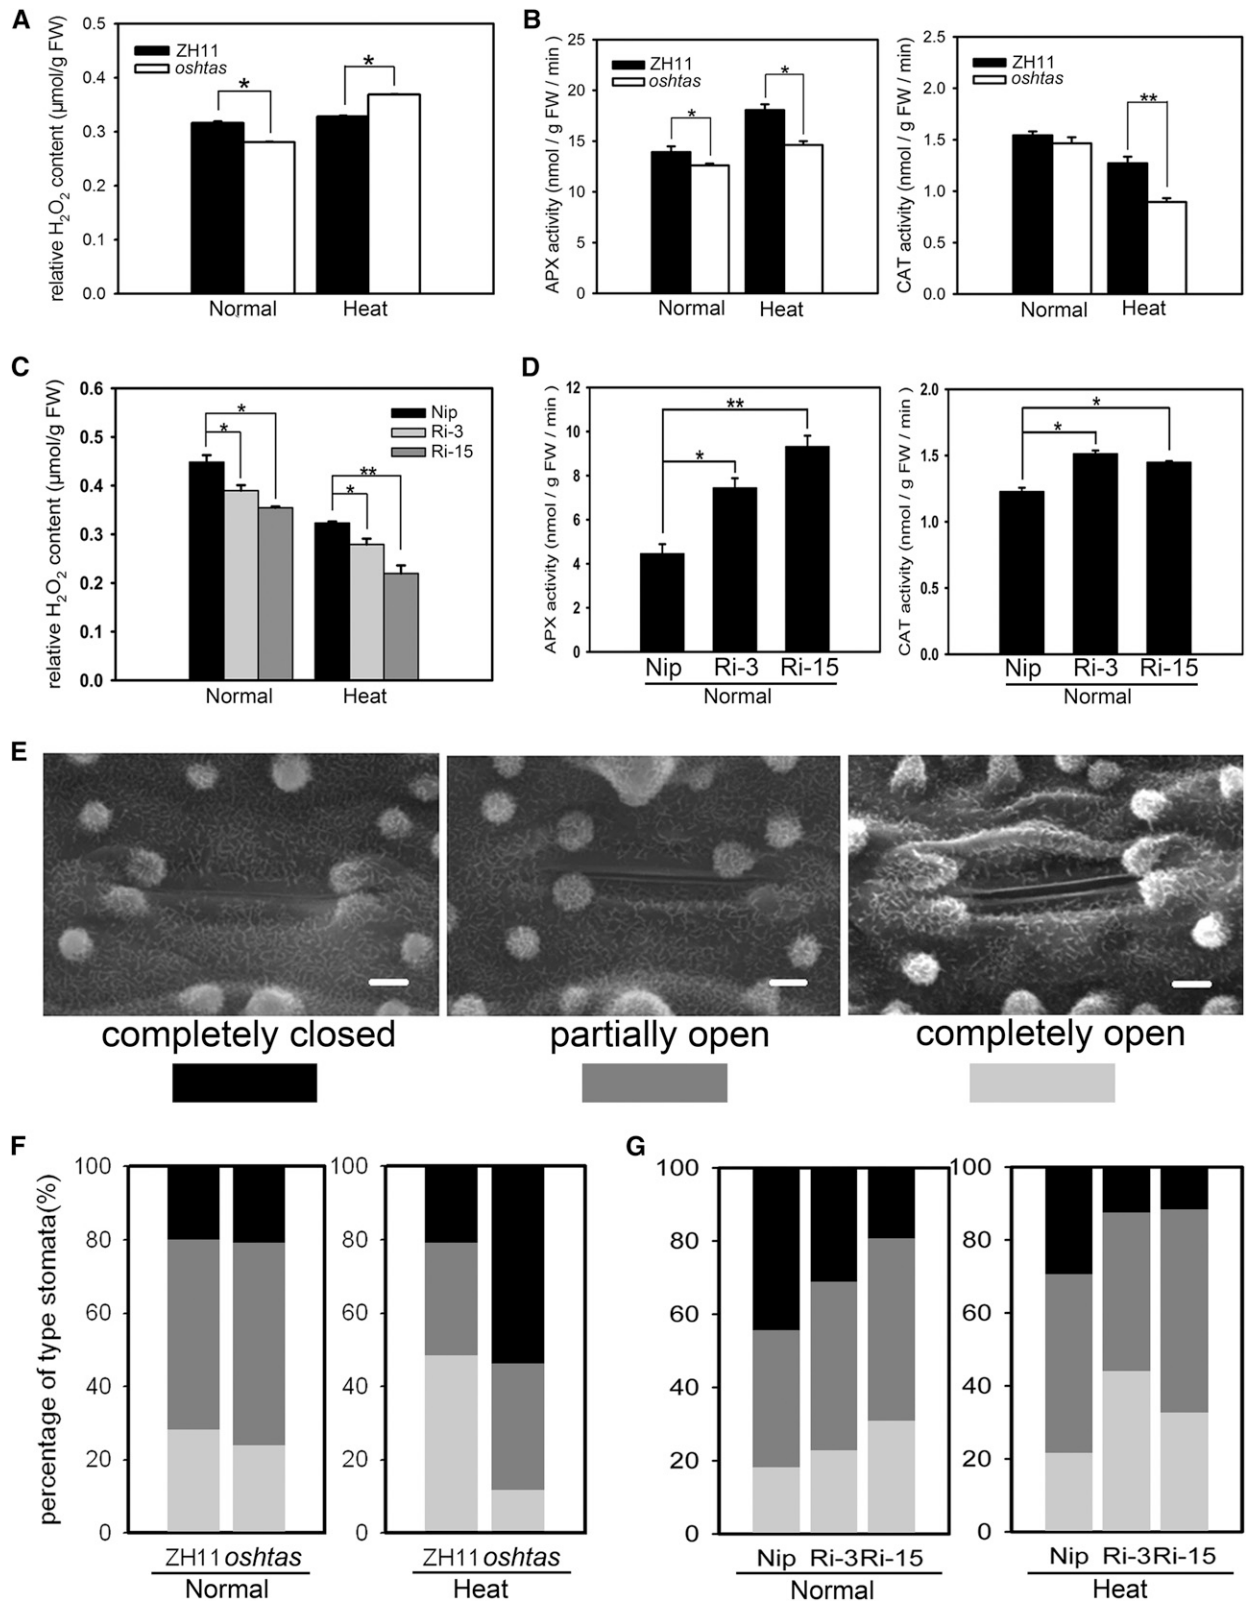 A
relative H2O2 content (µmol/g FW)
0.5
0.4
0.3
0.2
0.1
0.0
ZH11
oshtas
*
*
Normal
Heat
B
APX activity (nmol / g FW / min )
25
20
15
10
5
0
ZH11
oshtas
*
*
Normal
Heat
CAT activity (nmol / g FW / min )
2.5
2.0
1.5
1.0
0.5
0.0
ZH11
oshtas
**
Normal
Heat
C
relative H2O2 content (µmol/g FW)
0.6
0.5
0.4
0.3
0.2
0.1
0.0
Nip
Ri-3
Ri-15
*
*
**
*
Normal
Heat
D
APX activity (nmol / g FW / min )
12
10
8
6
4
2
0
**
*
Nip Ri-3 Ri-15
Normal
CAT activity (nmol / g FW / min )
2.0
1.5
1.0
0.5
0.0
*
*
Nip Ri-3 Ri-15
Normal
E
completely closed
partially open
completely open
F
percentage of type stomata(%)
100
80
60
40
20
0
ZH11 oshtas
Normal
100
80
60
40
20
0
ZH11 oshtas
Heat
G
100
80
60
40
20
0
Nip Ri-3 Ri-15
Normal
100
80
60
40
20
0
Nip Ri-3 Ri-15
Heat